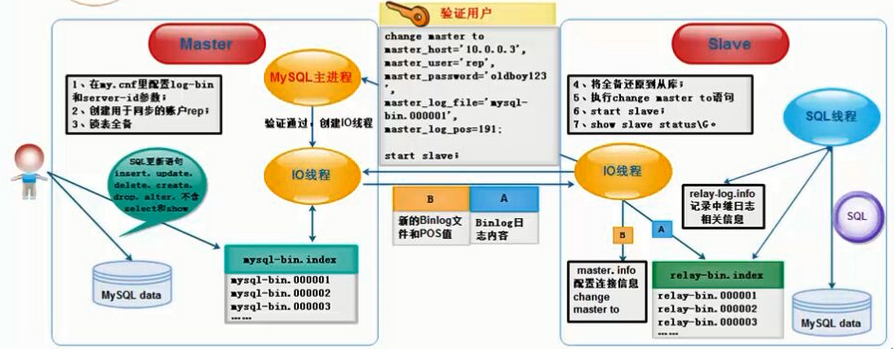 验证用户
Master
Slave
change master to
master_host='10.0.0.3',
master_user='rep',
master_password='oldboy123
',
master_log_file='mysql-
bin.000001',
master_log_pos=191;
start slave;
1、在my.cnf里配置log-bin
和server-id参数;
2、创建用于同步的账户rep;
3、锁表全备
MySQL主进程
验证通过,创建IO线程
IO线程
4、将全备还原到从库;
5、执行change master to语句
6、start slave;
7、show slave status\G。
SQL线程
IO线程
SQL更新语句
insert、update、
delete、create、
drop、alter、不含
select和show
B
A
新的Binlog文
件和POS值
Binlog日
志内容
relay-log.info
记录中继日志
相关信息
SQL
B
A
MySQL data
mysql-bin.index
mysql-bin.000001
mysql-bin.000002
mysql-bin.000003
……
master.info
配置连接信息
change
master to
relay-bin.index
relay-bin.000001
relay-bin.000002
relay-bin.000003
……
MySQL data